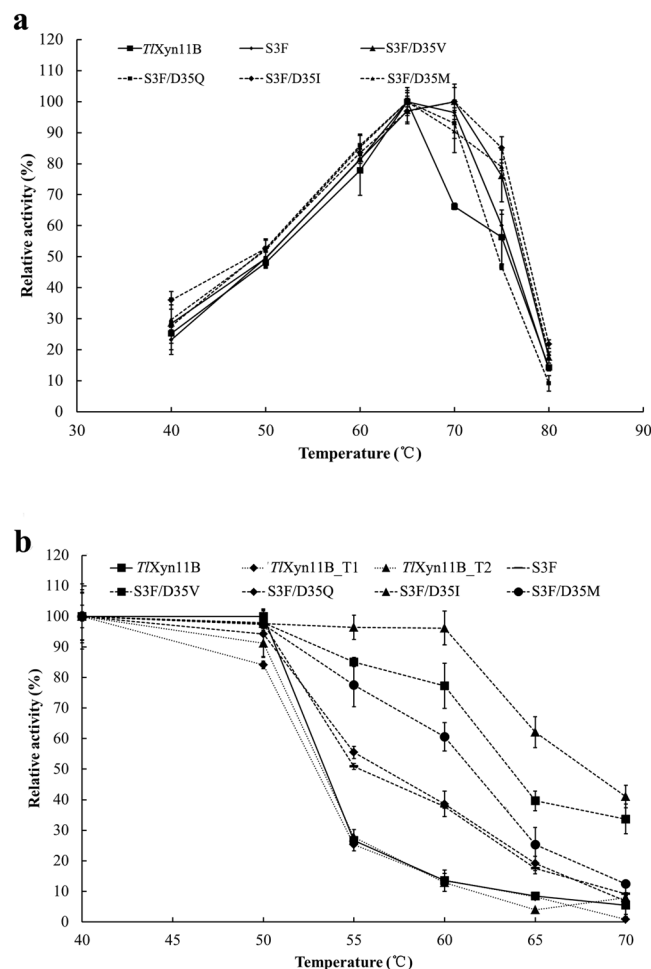 a
TlXyn11B S3F S3F/D35V
S3F/D35Q S3F/D35I S3F/D35M
120
110
100
90
80
70
60
50
40
30
20
10
0
Relative activity (%)
30 40 50 60 70 80 90
Temperature (℃)
b
TlXyn11B TlXyn11B_T1 TlXyn11B_T2 S3F
S3F/D35V S3F/D35Q S3F/D35I S3F/D35M
120
110
100
90
80
70
60
50
40
30
20
10
0
Relative activity (%)
40 45 50 55 60 65 70
Temperature (℃)